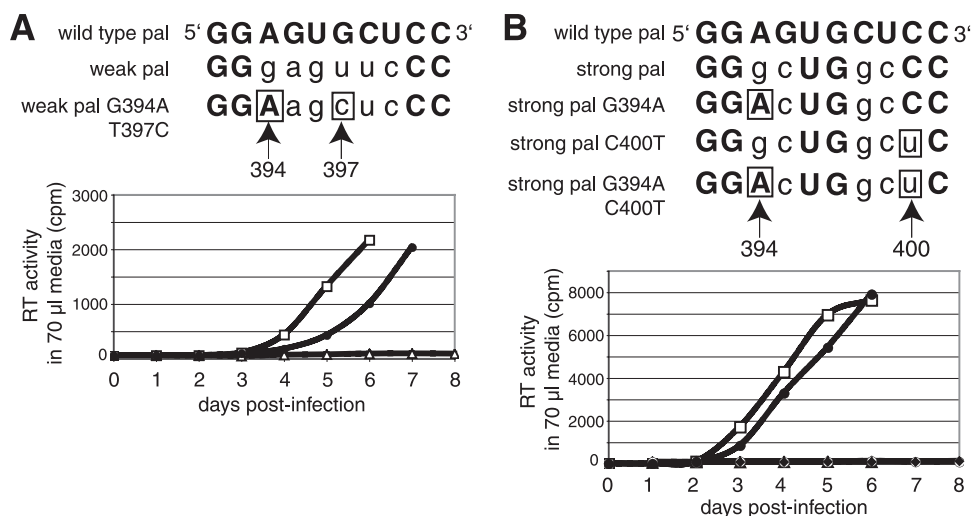 A
wild type pal 5‘ GGAGUGCUCC 3‘
weak pal GGgaguucCC
weak pal G394A GGAagcucCC
T397C
394 397
3000
2000
1000
0
RT activity
in 70 µl media (cpm)
0 1 2 3 4 5 6 7 8
days post-infection
B
wild type pal 5‘ GGAGUGCUCC 3‘
strong pal GGgcUGgcCC
strong pal G394A GGAcUGgcCC
strong pal C400T GGgcUGgcuC
strong pal G394A GGAcUGgcuC
C400T
394 400
8000
6000
4000
2000
0
RT activity
in 70 µl media (cpm)
0 1 2 3 4 5 6 7 8
days post-infection